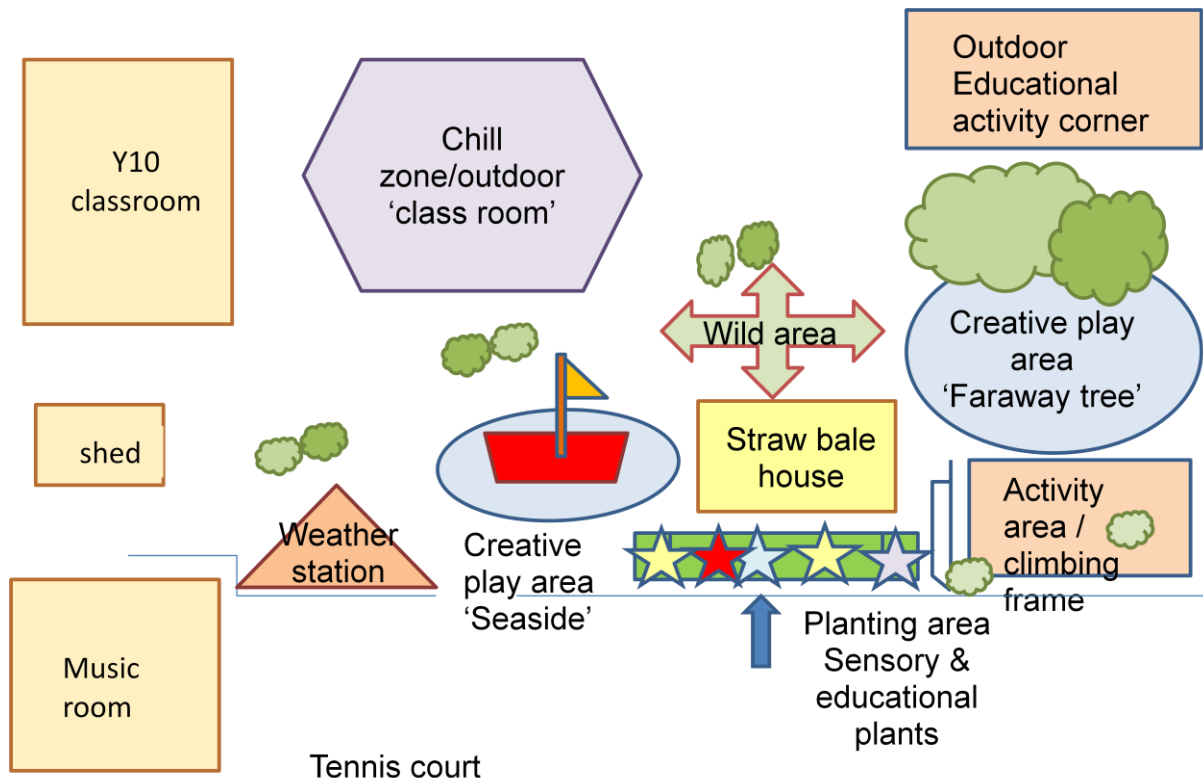 Outdoor
Educational
activity corner
Y10
classroom
Chill
zone/outdoor
‘class room’
Wild area
Creative play
area
‘Faraway tree’
shed
Straw bale
house
Activity
area /
climbing
frame
Weather
station
Creative
play area
‘Seaside’
Planting area
Sensory &
educational
plants
Music
room
Tennis court